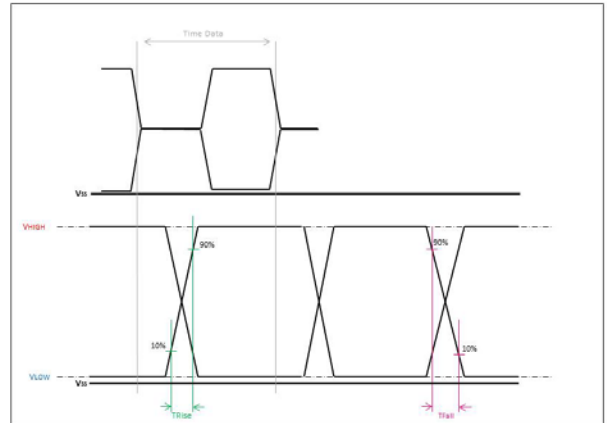 Time Data
Vss
VHIGH
90%
90%
10%
10%
VLOW
Vss
TRise
TFall